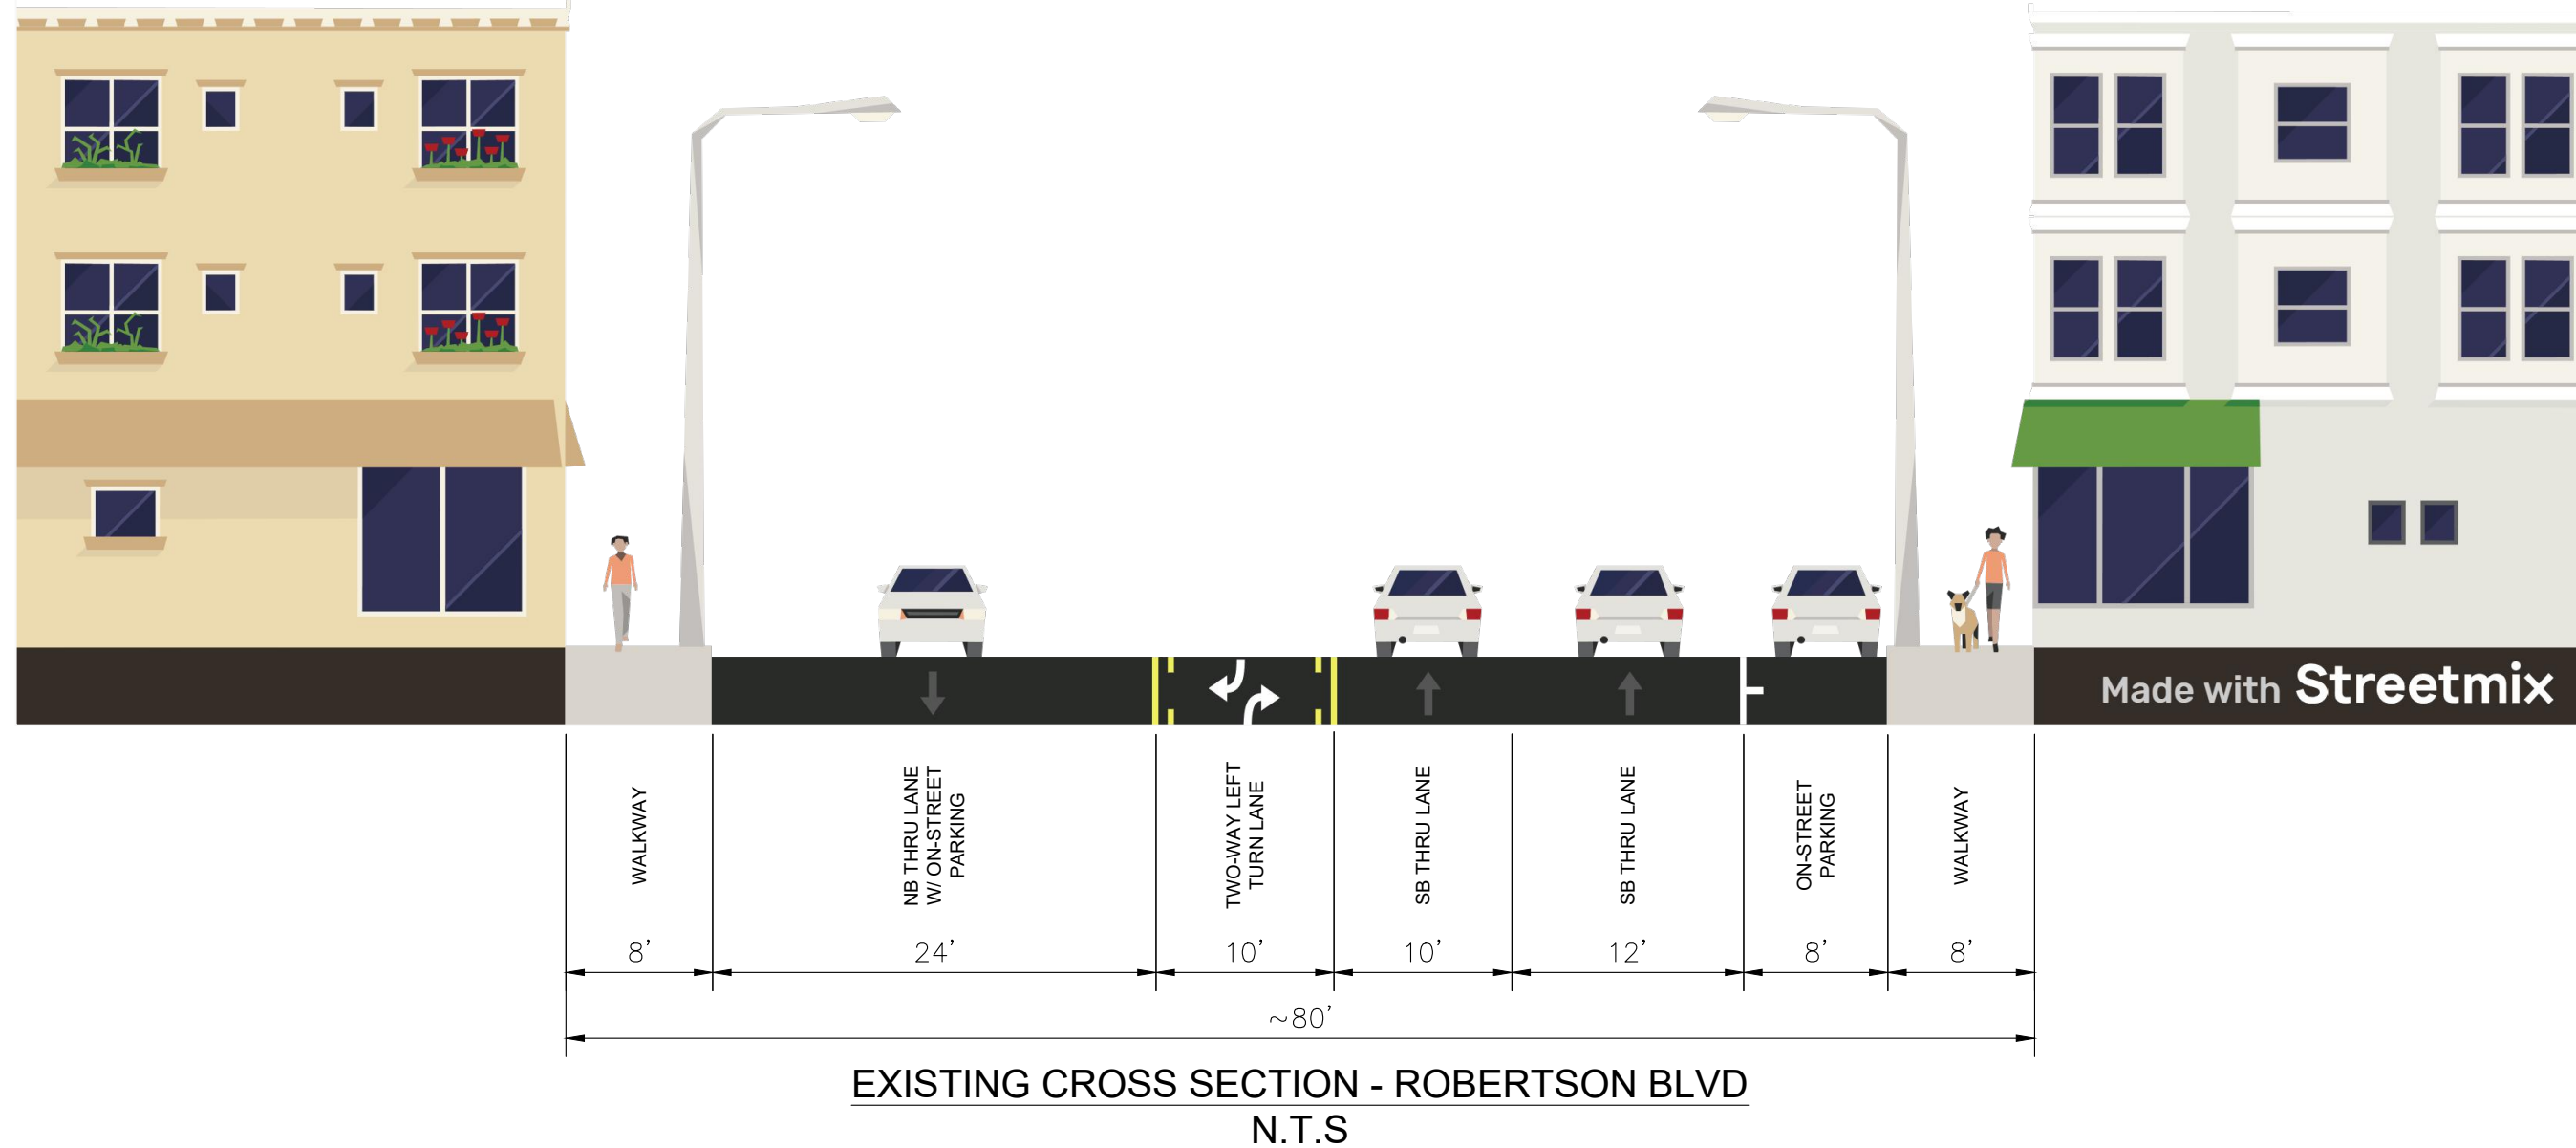 Made with Streetmix
WALKWAY
NB THRU LANE
W/ ON-STREET
PARKING
TWO-WAY LEFT
TURN LANE
SB THRU LANE
SB THRU LANE
ON-STREET
PARKING
WALKWAY
8'
24'
10'
10'
12'
8'
8'
~80'
EXISTING CROSS SECTION - ROBERTSON BLVD
N.T.S